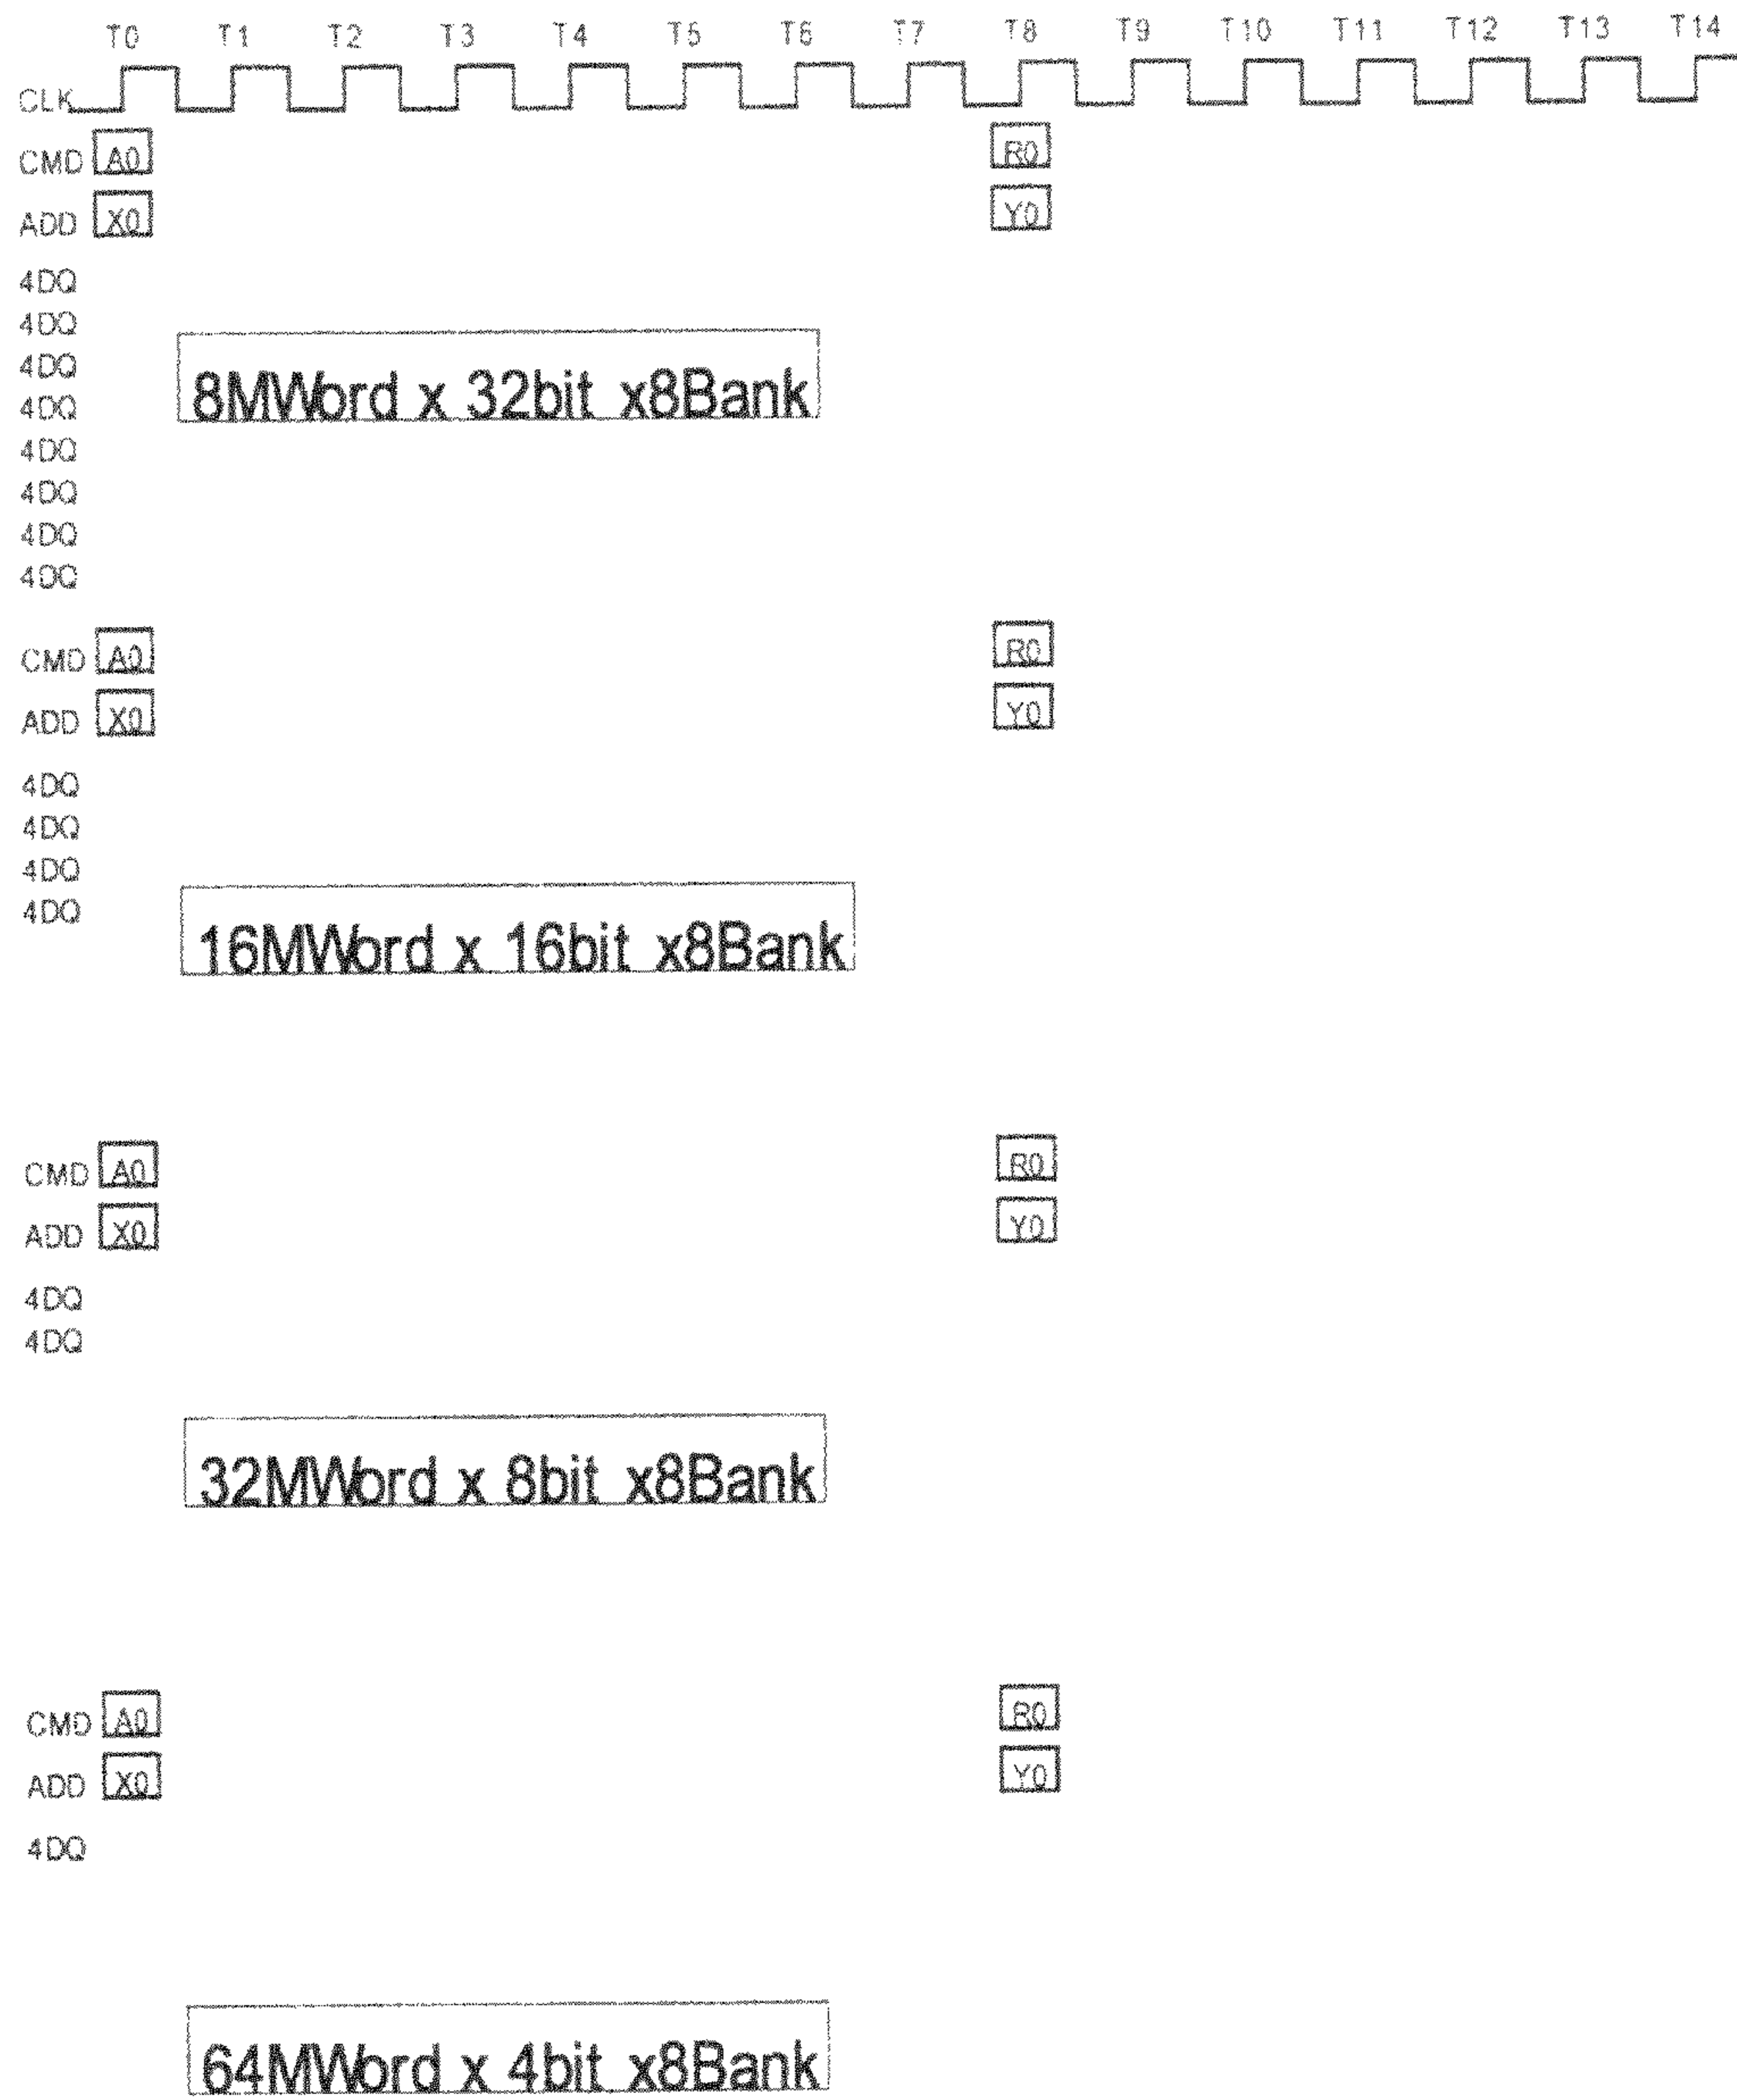 T0 T1 T2 T3 T4 T5 T6 T7 T8 T9 T10 T11 T12 T13 T14
CLK
CMD A0 R0
ADD X0 Y0
4DQ
4DQ
4DQ
8MWord x 32bit x8Bank
4DQ
4DQ
4DQ
4DQ
4DQ
CMD A0 R0
ADD X0 Y0
4DQ
4DQ
4DQ
4DQ
16MWord x 16bit x8Bank
CMD A0 R0
ADD X0 Y0
4DQ
4DQ
32MWord x 8bit x8Bank
CMD A0 R0
ADD X0 Y0
4DQ
64MWord x 4bit x8Bank